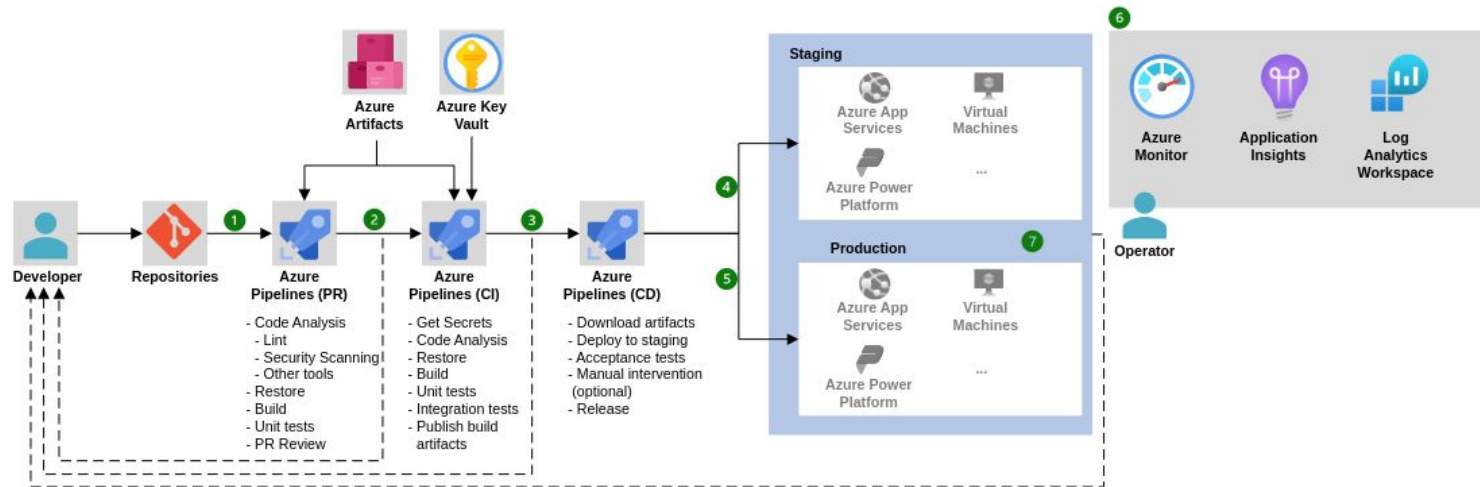 6
Staging
Azure App
Services
Virtual
Machines
Azure Power
Platform
...
Azure
Monitor
Application
Insights
Log
Analytics
Workspace
Azure
Artifacts
Azure Key
Vault
1
2
3
4
5
Developer
Repositories
Azure
Pipelines (PR)
- Code Analysis
- Lint
- Security Scanning
- Other tools
- Restore
- Build
- Unit tests
- PR Review
Azure
Pipelines (CI)
- Get Secrets
- Code Analysis
- Restore
- Build
- Unit tests
- Integration tests
- Publish build
artifacts
Azure
Pipelines (CD)
- Download artifacts
- Deploy to staging
- Acceptance tests
- Manual intervention
(optional)
- Release
Production
7
Azure App
Services
Virtual
Machines
Azure Power
Platform
...
Operator